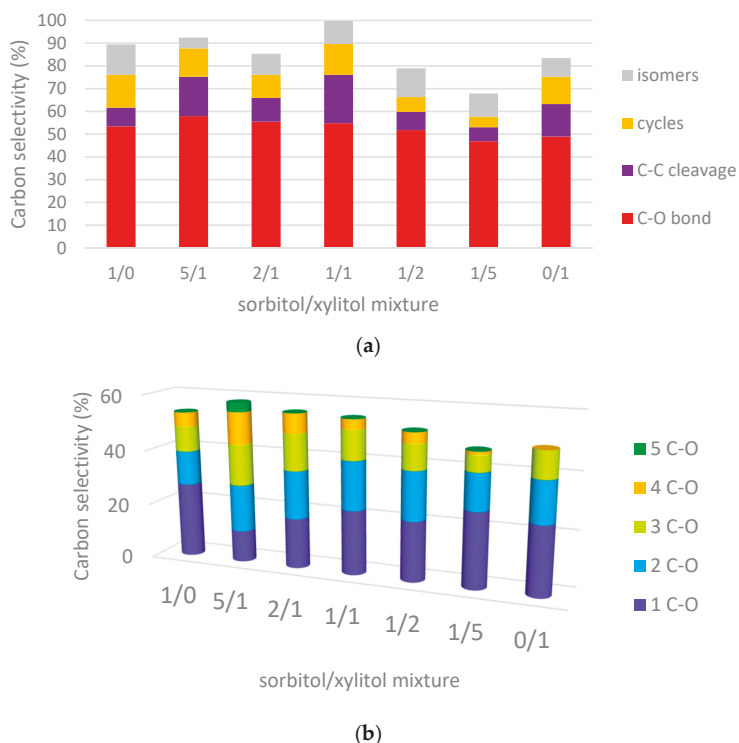 100
90
80
70
60
50
40
30
20
10
0
Carbon selectivity (%)
1/0 5/1 2/1 1/1 1/2 1/5 0/1
sorbitol/xylitol mixture
isomers
cycles
C-C cleavage
C-O bond
(a)
60
40
20
0
Carbon selectivity (%)
1/0 5/1 2/1 1/1 1/2 1/5 0/1
sorbitol/xylitol mixture
5 C-O
4 C-O
3 C-O
2 C-O
1 C-O
(b)